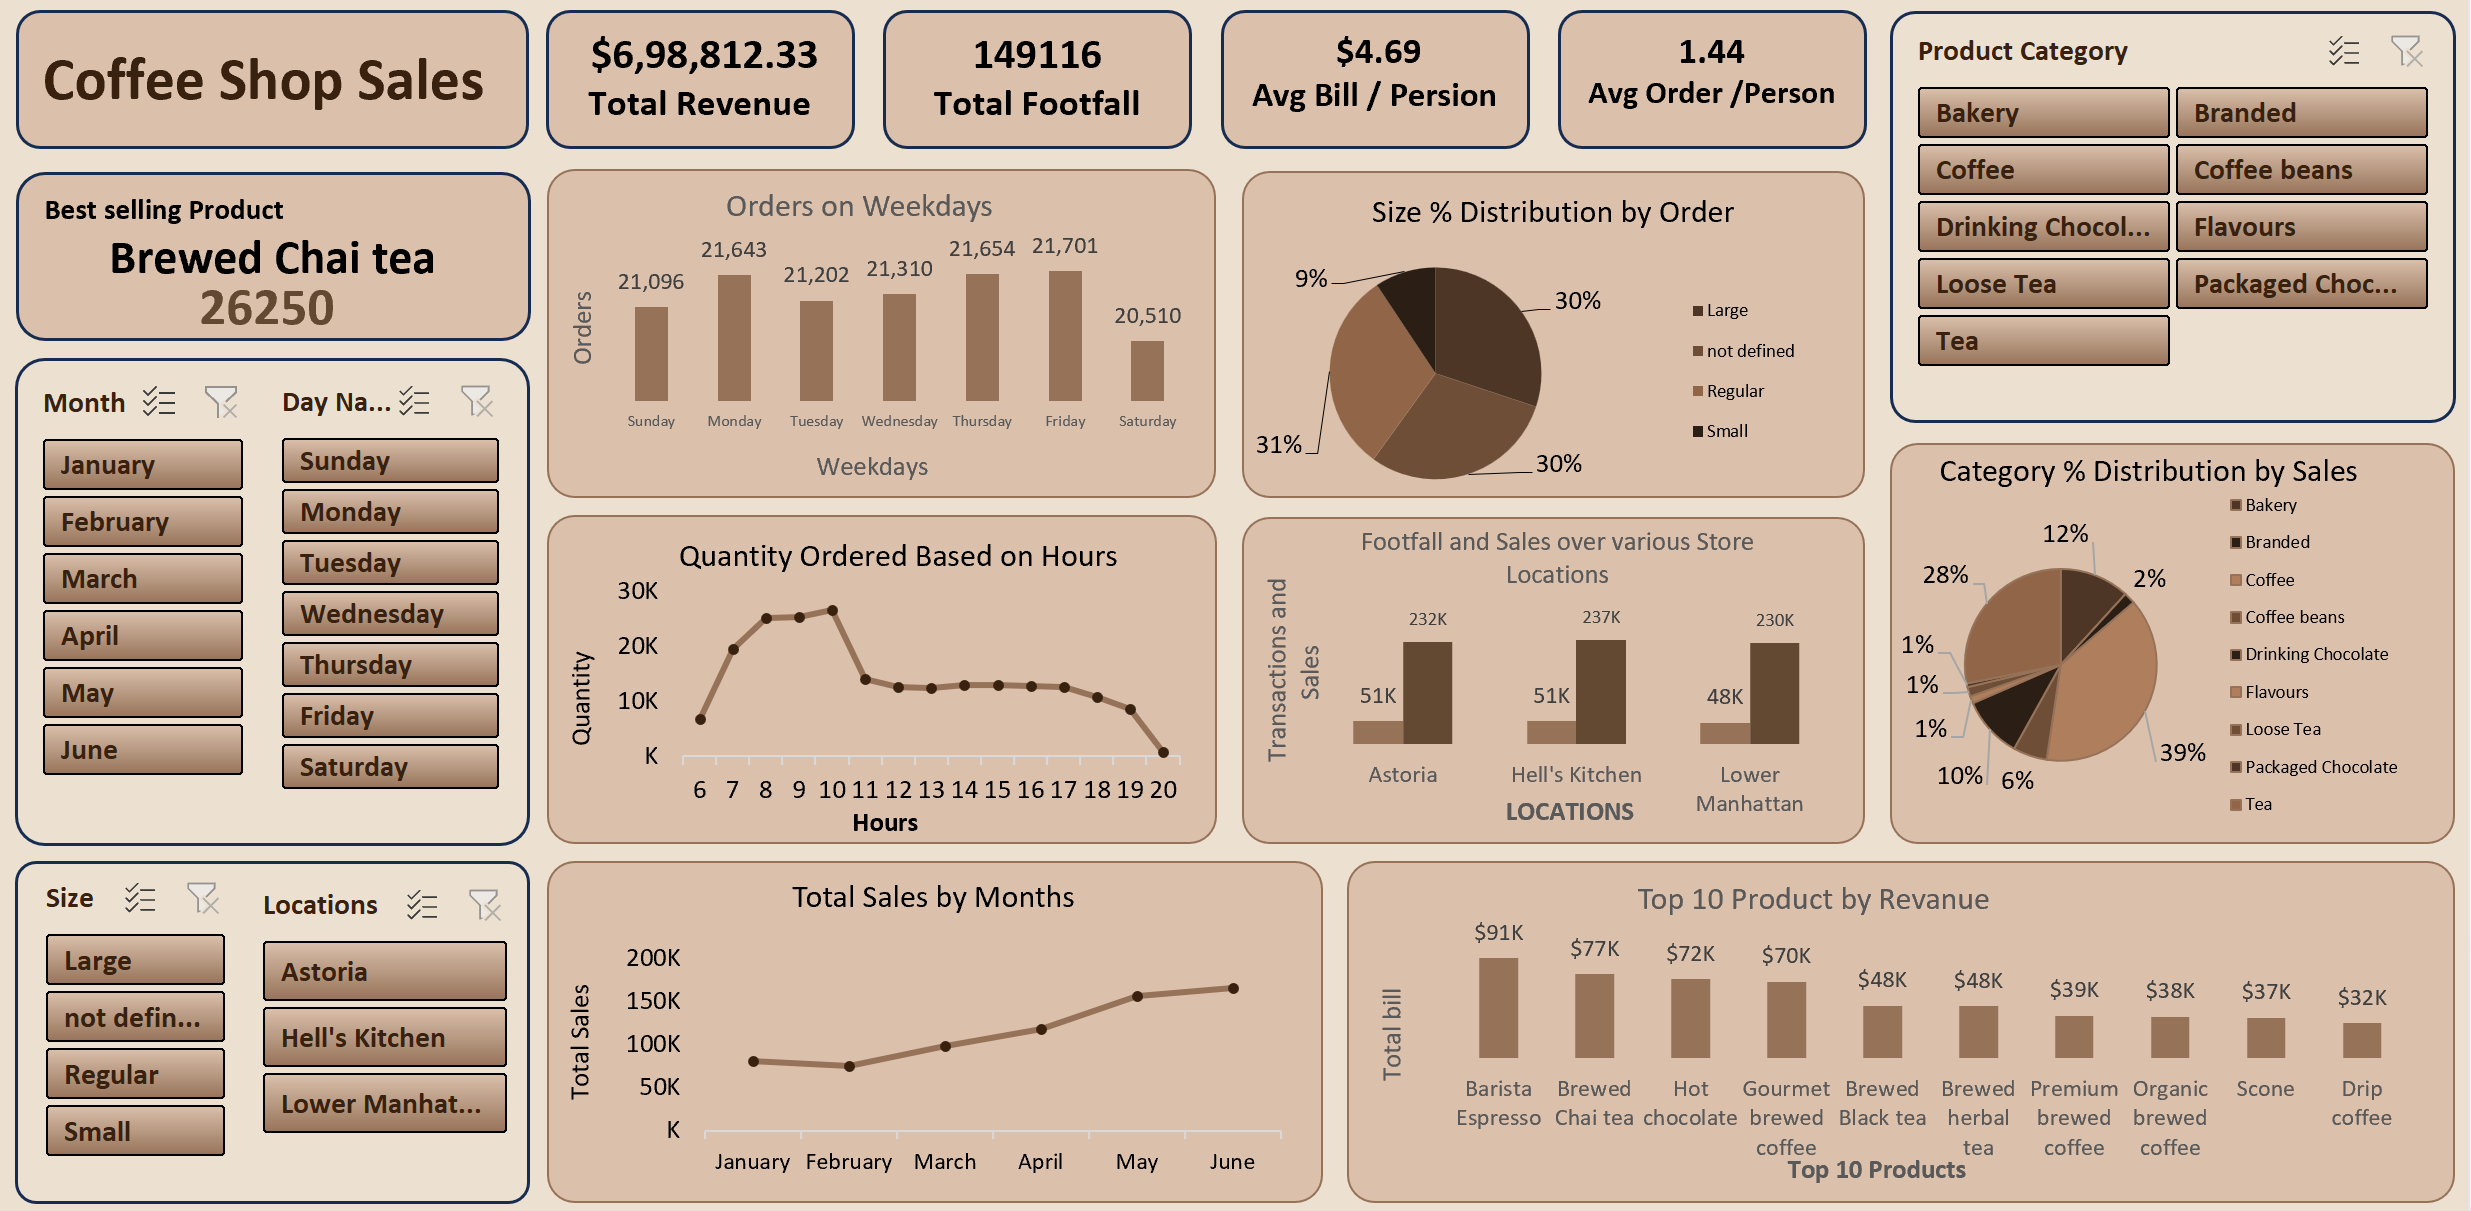 Coffee Shop Sales
$6,98,812.33
Total Revenue
149116
Total Footfall
$4.69
Avg Bill / Persion
1.44
Avg Order /Person
Product Category
Bakery
Branded
Coffee
Coffee beans
Drinking Chocol...
Flavours
Loose Tea
Packaged Choc...
Tea
Best selling Product
Brewed Chai tea
26250
Month
January
February
March
April
May
June
Day Na...
Sunday
Monday
Tuesday
Wednesday
Thursday
Friday
Saturday
Orders on Weekdays
Orders
21,096
21,643
21,202
21,310
21,654
21,701
20,510
Sunday
Monday
Tuesday
Wednesday
Thursday
Friday
Saturday
Weekdays
Size % Distribution by Order
9%
30%
31%
30%
Large
not defined
Regular
Small
Quantity Ordered Based on Hours
Quantity
30K
20K
10K
K
6 7 8 9 10 11 12 13 14 15 16 17 18 19 20
Hours
Footfall and Sales over various Store
Locations
Transactions and
Sales
51K
232K
51K
237K
48K
230K
Astoria
Hell's Kitchen
Lower
Manhattan
LOCATIONS
Category % Distribution by Sales
12%
2%
39%
6%
10%
1%
1%
1%
28%
Bakery
Branded
Coffee
Coffee beans
Drinking Chocolate
Flavours
Loose Tea
Packaged Chocolate
Tea
Size
Large
not defin...
Regular
Small
Locations
Astoria
Hell's Kitchen
Lower Manhat...
Total Sales by Months
Total Sales
200K
150K
100K
50K
K
January
February
March
April
May
June
Top 10 Product by Revanue
Total bill
$91K
$77K
$72K
$70K
$48K
$48K
$39K
$38K
$37K
$32K
Barista
Espresso
Brewed
Chai tea
Hot
chocolate
Gourmet
brewed
coffee
Brewed
Black tea
Brewed
herbal
tea
Premium
brewed
coffee
Organic
brewed
coffee
Scone
Drip
coffee
Top 10 Products